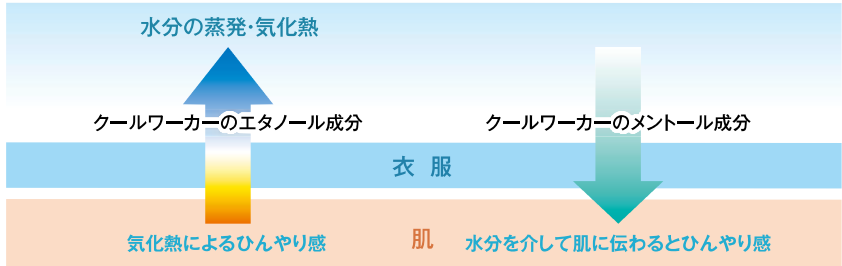 水分の蒸発・気化熱
クールワーカーのエタノール成分
クールワーカーのメントール成分
衣 服
気化熱によるひんやり感
肌
水分を介して肌に伝わるとひんやり感